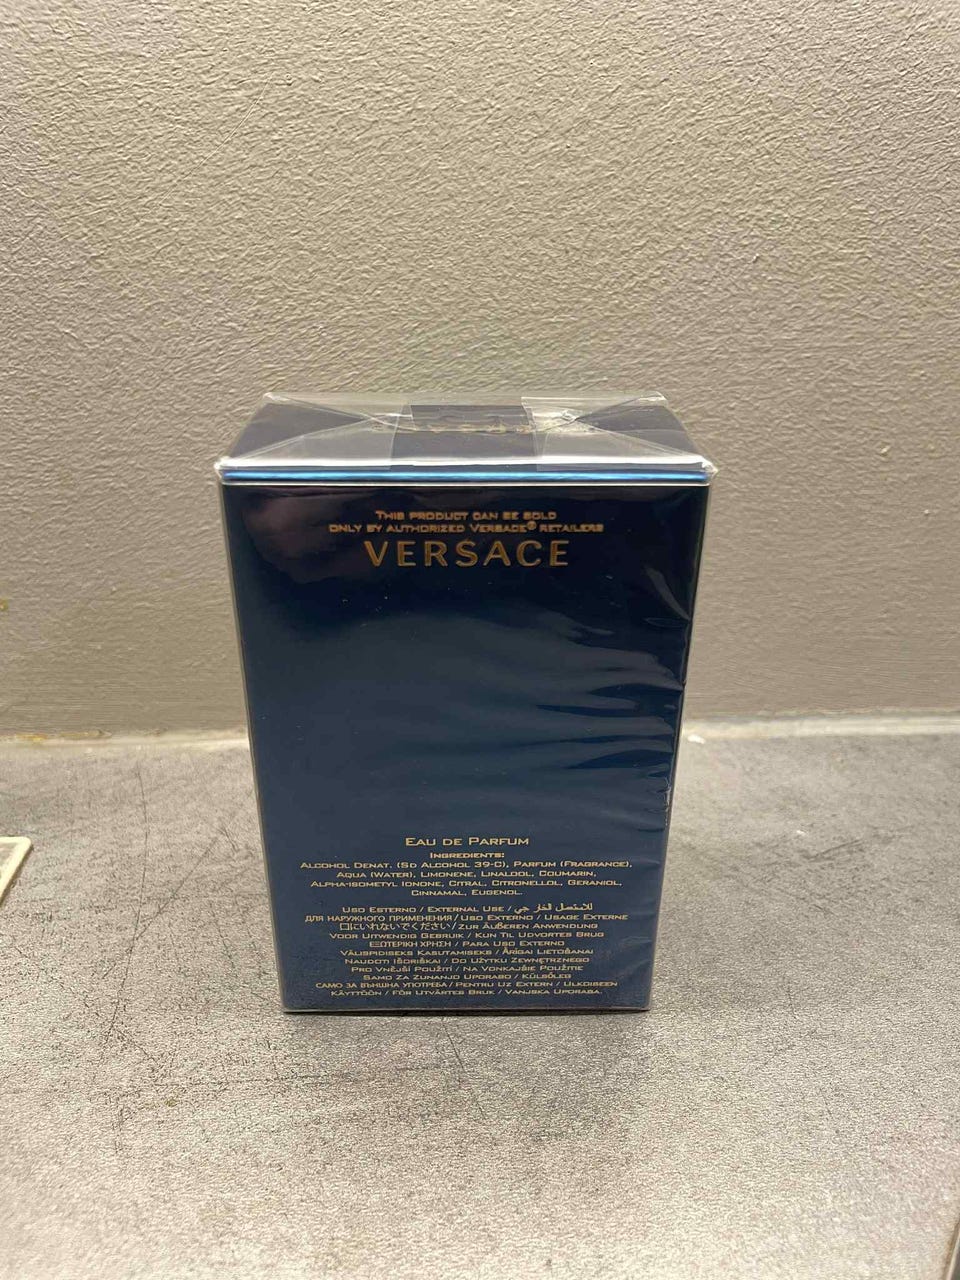 THIS PRODUCT CAN BE SOLD
ONLY BY AUTHORIZED VERSACE® RETAILERS
VERSACE
EAU DE PARFUM
INGREDIENTS:
ALCOHOL DENAT. (SD ALCOHOL 39-C), PARFUM (FRAGRANCE),
AQUA (WATER), LIMONENE, LINALOOL, COUMARIN,
ALPHA-ISOMETYL IONONE, CITRAL, CITRONELLOL, GERANIOL,
CINNAMAL, EUGENOL.
USO ESTERNO / EXTERNAL USE /
ДЛЯ НАРУЖНОГО ПРИМЕНЕНИЯ / USO EXTERNO / USAGE EXTERNE
口にいれないでください / ZUR ÄUßEREN ANWENDUNG
VOOR UITWENDIG GEBRUIK / KUN TIL UDVORTES BRUG
ΕΞΩΤΕΡΙΚΗ ΧΡΗΣΗ / PARA USO EXTERNO
VÄLISPIDISEKS KASUTAMISEKS / ĀRĪGAI LIETOŠANAI
NAUDOTI IŠORIŠKAI / DO UŻYTKU ZEWNĘTRZNEGO
PRO VNĚJŠÍ POUŽITÍ / NA VONKAJŠIE POUŽITIE
SAMO ZA ZUNANJO UPORABO / KÜLSŐLEG
САМО ЗА ВЪНШНА УПОТРЕБА / PENTRU UZ EXTERN / ULKOISEEN
KÄYTTÖÖN / FÖR UTVÄRTES BRUK / VANJSKA UPORABA.